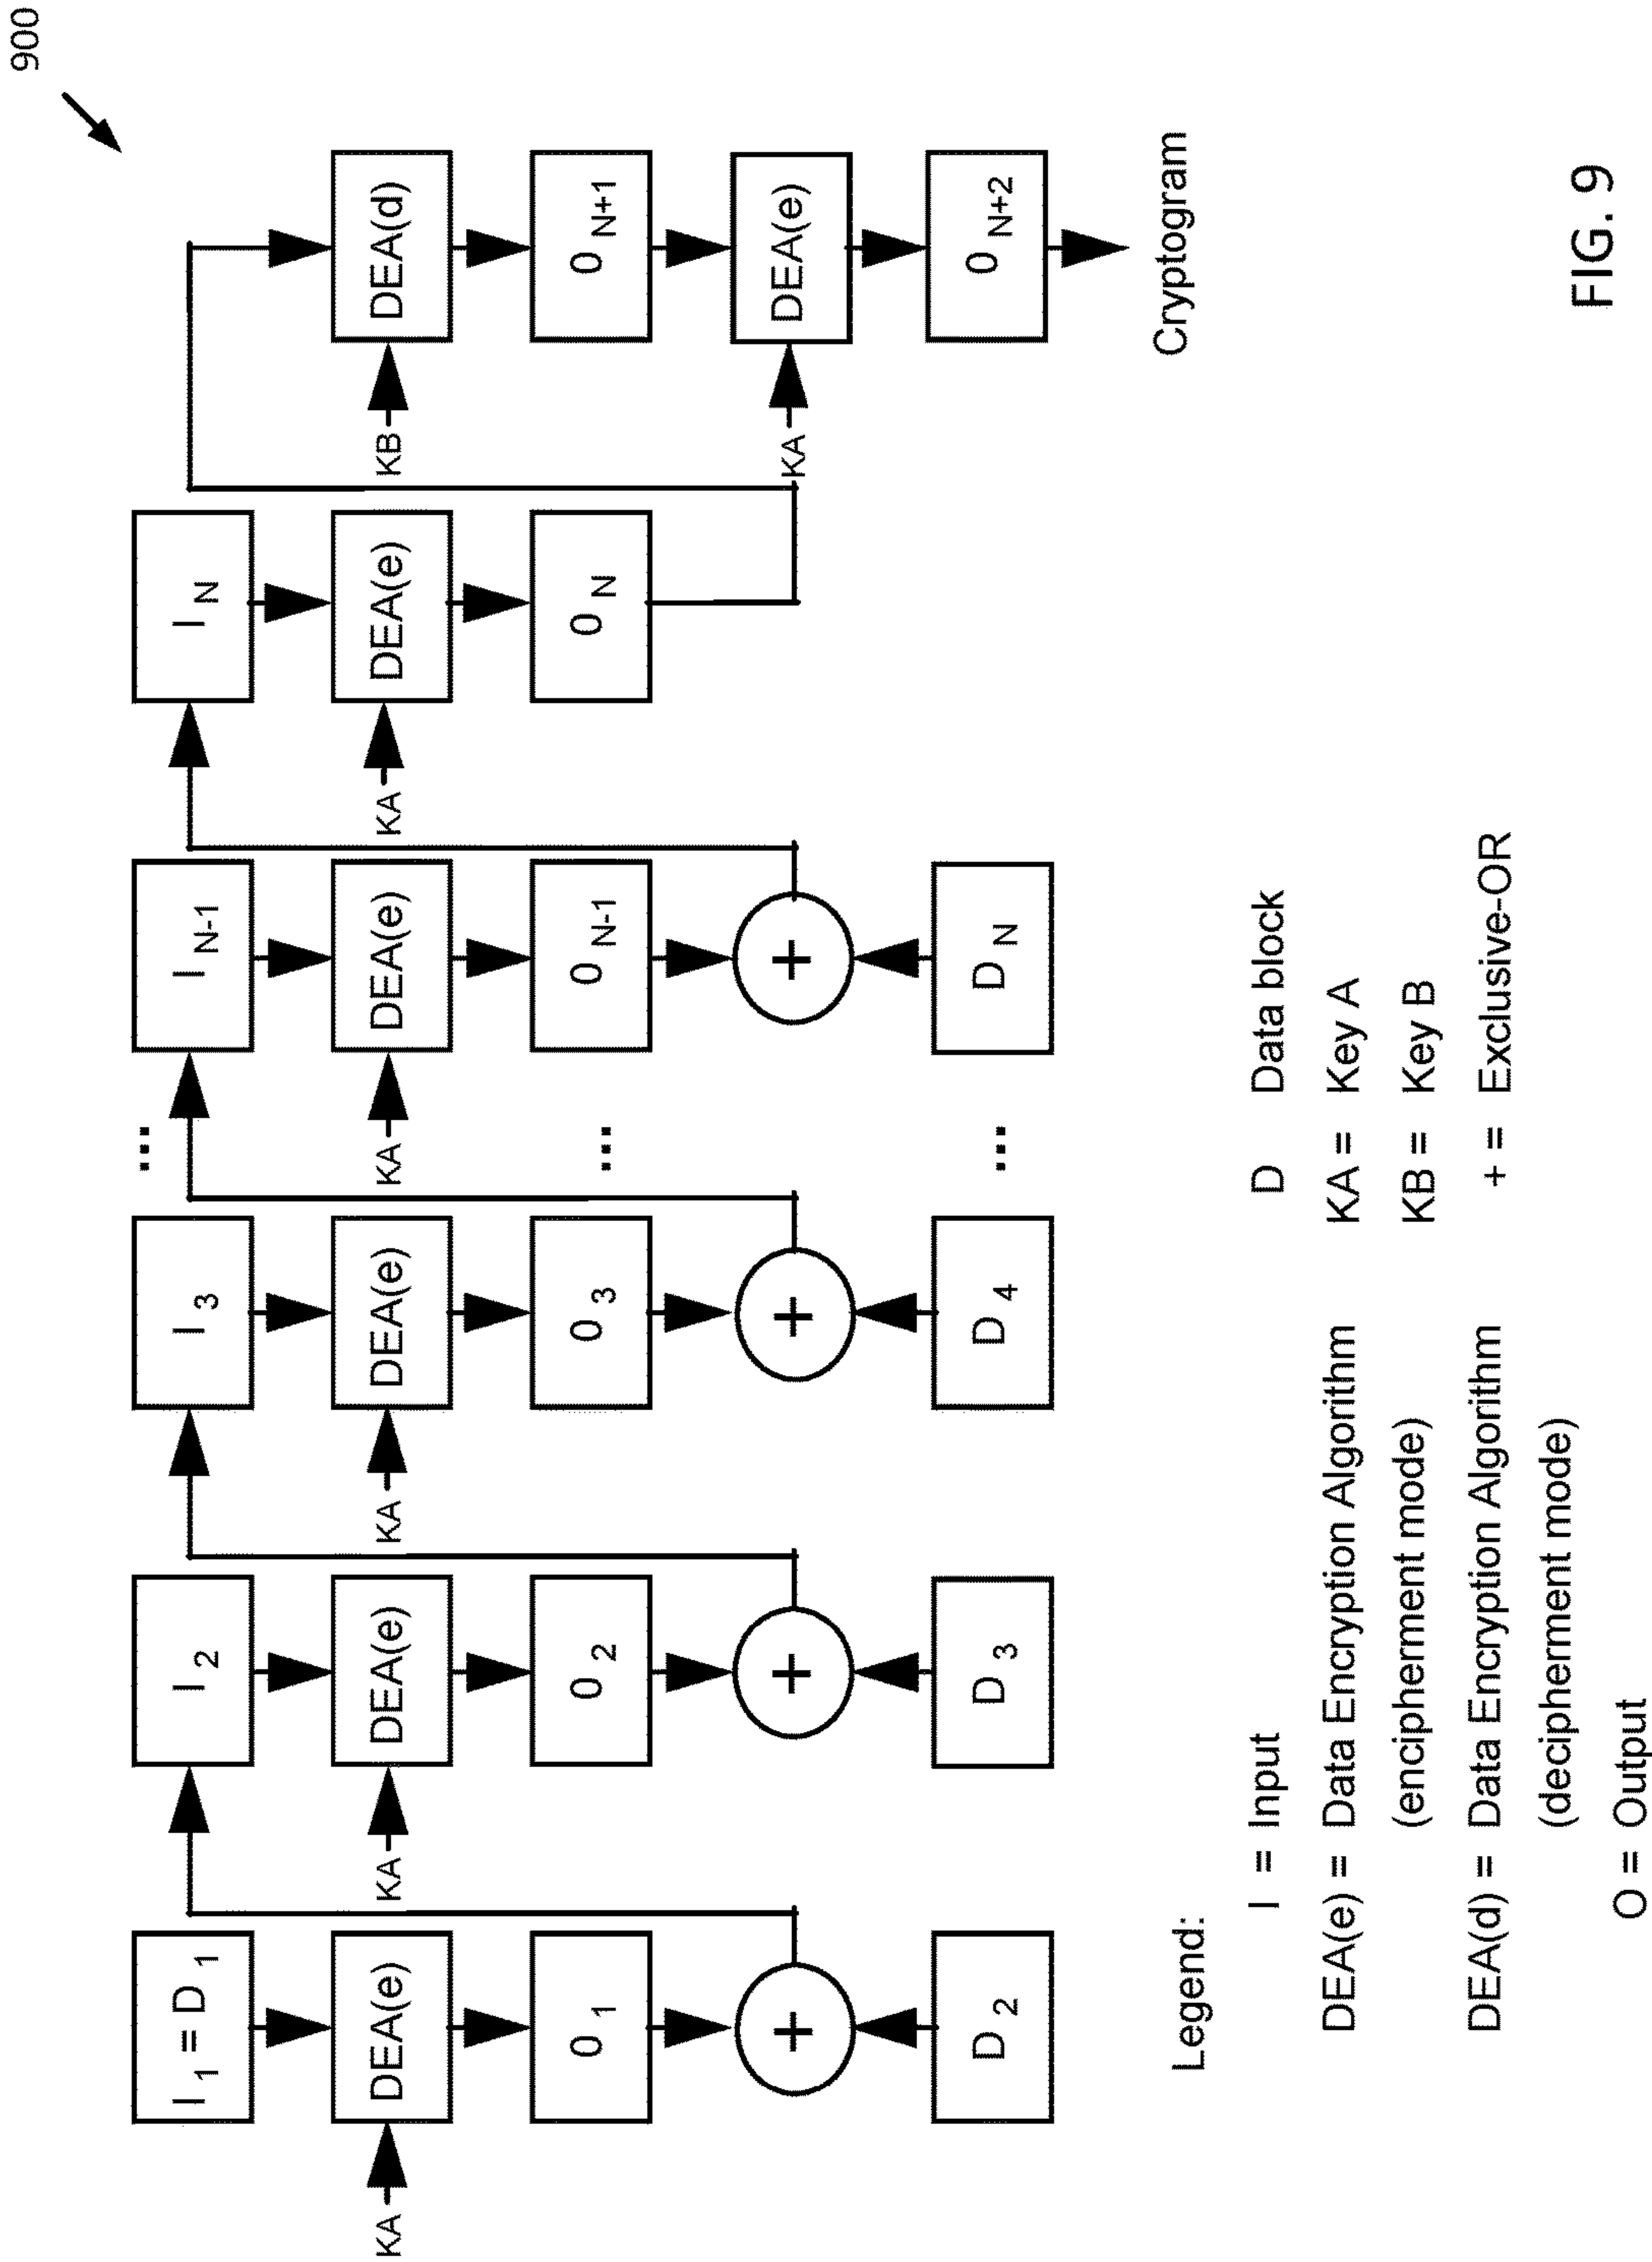 900
I 1 = D 1
I 2
I 3
...
I N-1
I N
KA
DEA(e)
KA
DEA(e)
KA
DEA(e)
KA
DEA(e)
KA
DEA(e)
KB
DEA(d)
0 1
0 2
0 3
...
0 N-1
0 N
0 N+1
+
+
+
+
KA
DEA(e)
D 2
D 3
D 4
...
D N
0 N+2
Cryptogram
Legend:
I = Input
DEA(e) = Data Encryption Algorithm
(encipherment mode)
DEA(d) = Data Encryption Algorithm
(decipherment mode)
O = Output
D Data block
KA = Key A
KB = Key B
+ = Exclusive-OR
FIG. 9